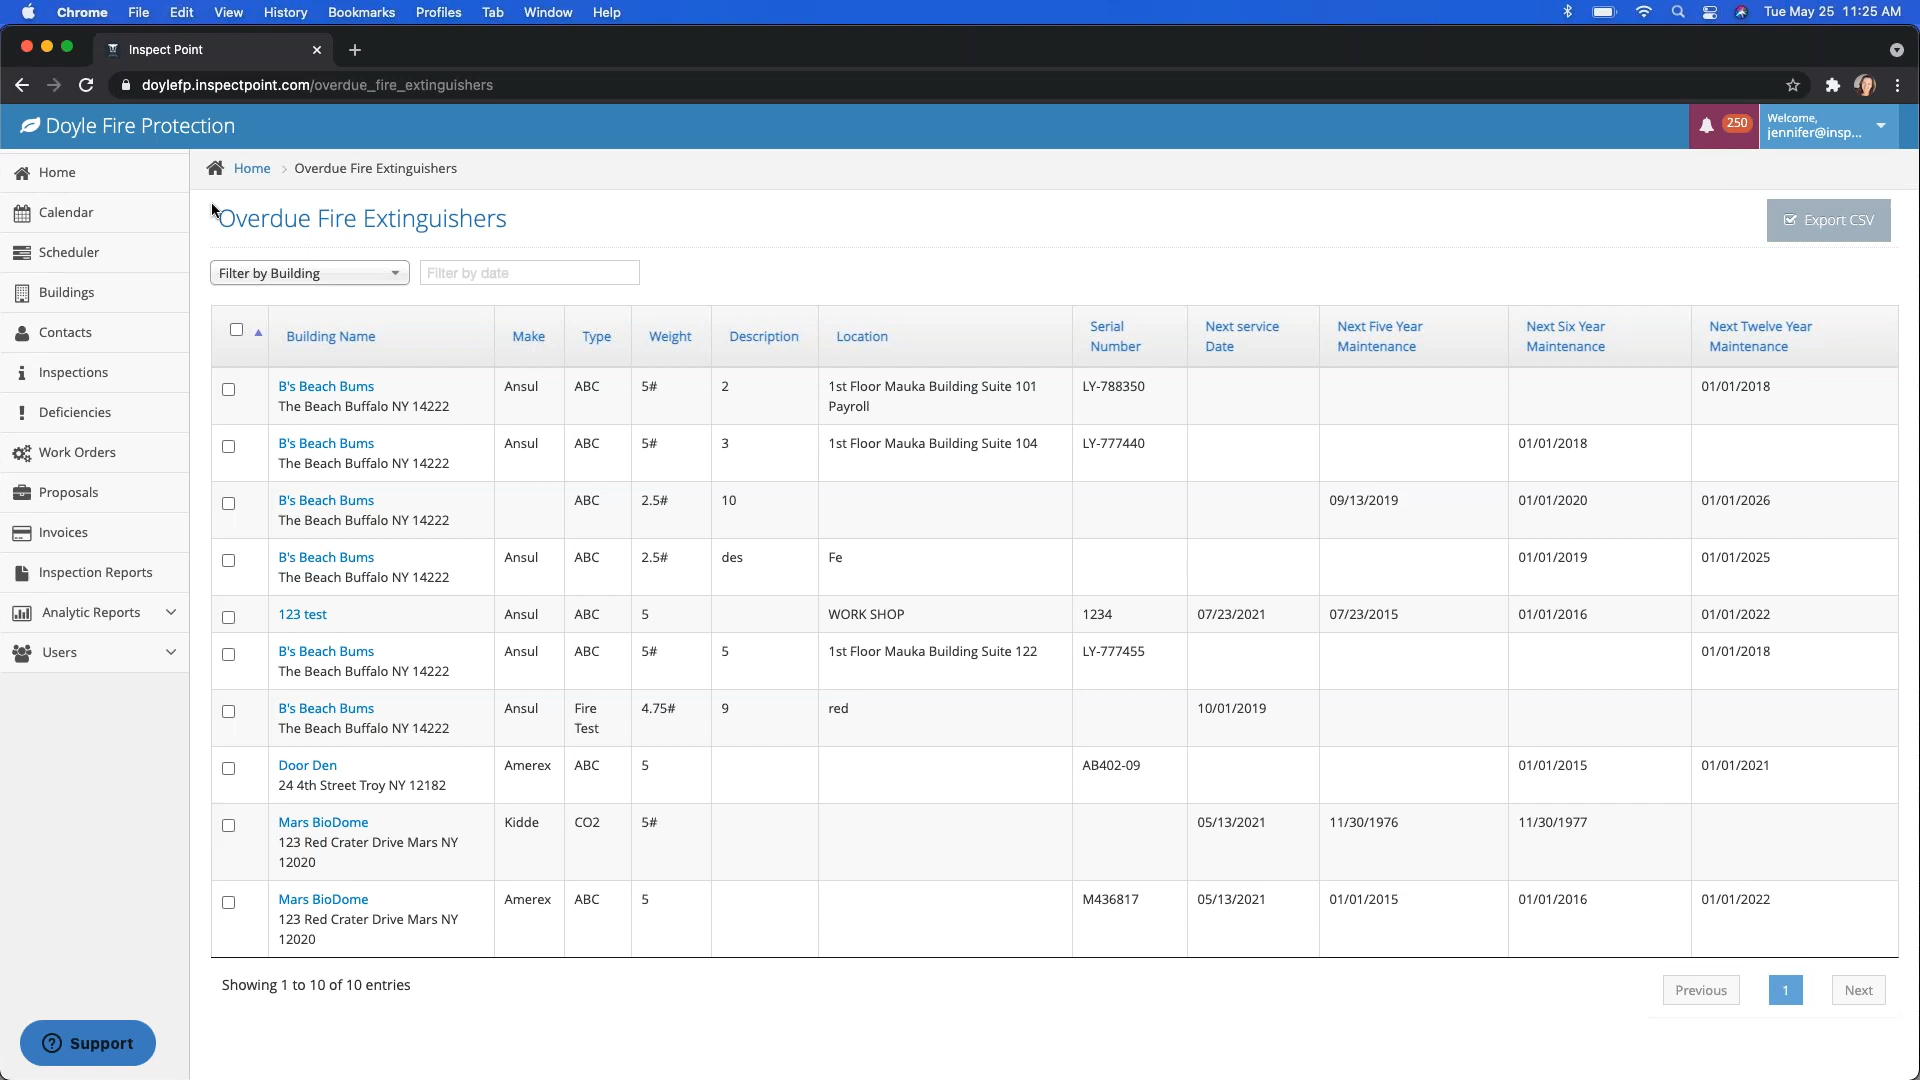 Chrome File Edit View History Bookmarks Profiles Tab Window Help Tue May 25 11:25 AM
Inspect Point
doylefp.inspectpoint.com/overdue_fire_extinguishers
Doyle Fire Protection
250
Welcome,
jennifer@insp...
Home
Calendar
Scheduler
Buildings
Contacts
Inspections
Deficiencies
Work Orders
Proposals
Invoices
Inspection Reports
Analytic Reports
Users
Support
Home > Overdue Fire Extinguishers
Overdue Fire Extinguishers
Export CSV
Filter by Building Filter by date
Building Name Make Type Weight Description Location Serial Number Next service Date Next Five Year Maintenance Next Six Year Maintenance Next Twelve Year Maintenance
B's Beach Bums Ansul ABC 5# 2 1st Floor Mauka Building Suite 101 LY-788350 01/01/2018
The Beach Buffalo NY 14222 Payroll
B's Beach Bums Ansul ABC 5# 3 1st Floor Mauka Building Suite 104 LY-777440 01/01/2018
The Beach Buffalo NY 14222
B's Beach Bums ABC 2.5# 10 09/13/2019 01/01/2020 01/01/2026
The Beach Buffalo NY 14222
B's Beach Bums Ansul ABC 2.5# des Fe 01/01/2019 01/01/2025
The Beach Buffalo NY 14222
123 test Ansul ABC 5 WORK SHOP 1234 07/23/2021 07/23/2015 01/01/2016 01/01/2022
B's Beach Bums Ansul ABC 5# 5 1st Floor Mauka Building Suite 122 LY-777455 01/01/2018
The Beach Buffalo NY 14222
B's Beach Bums Ansul Fire 4.75# 9 red 10/01/2019
The Beach Buffalo NY 14222 Test
Door Den Amerex ABC 5 AB402-09 01/01/2015 01/01/2021
24 4th Street Troy NY 12182
Mars BioDome Kidde CO2 5# 05/13/2021 11/30/1976 11/30/1977
123 Red Crater Drive Mars NY
12020
Mars BioDome Amerex ABC 5 M436817 05/13/2021 01/01/2015 01/01/2016 01/01/2022
123 Red Crater Drive Mars NY
12020
Showing 1 to 10 of 10 entries
Previous 1 Next